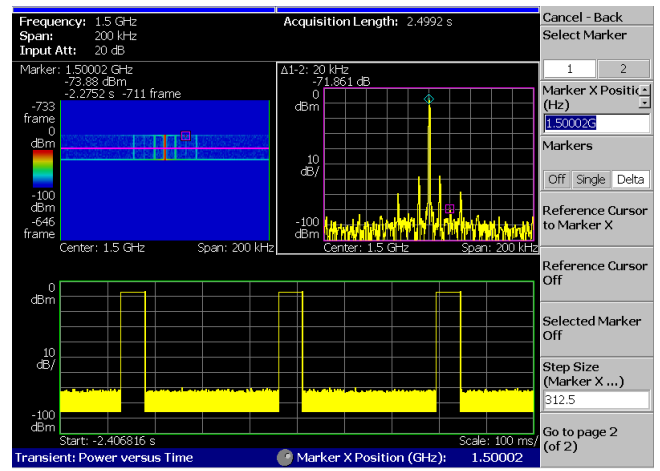 Frequency: 1.5 GHz
Span: 200 kHz
Input Att: 20 dB
Acquisition Length: 2.4992 s
Marker: 1.50002 GHz
-73.88 dBm
-2.2752 s -711 frame
-733
frame
0
dBm
-100
dBm
-646
frame
Center: 1.5 GHz
Span: 200 kHz
Δ1-2: 20 kHz
-71.861 dB
0
dBm
10
dB/
-100
dBm
Center: 1.5 GHz
Span: 200 kHz
0
dBm
10
dB/
-100
dBm
Start: -2.406816 s
Scale: 100 ms/
Transient: Power versus Time
Marker X Position (GHz): 1.50002
Cancel - Back
Select Marker
1 2
Marker X Positic
(Hz)
1.50002G
Markers
Off Single Delta
Reference Cursor
to Marker X
Reference Cursor
Off
Selected Marker
Off
Step Size
(Marker X ...)
312.5
Go to page 2
(of 2)